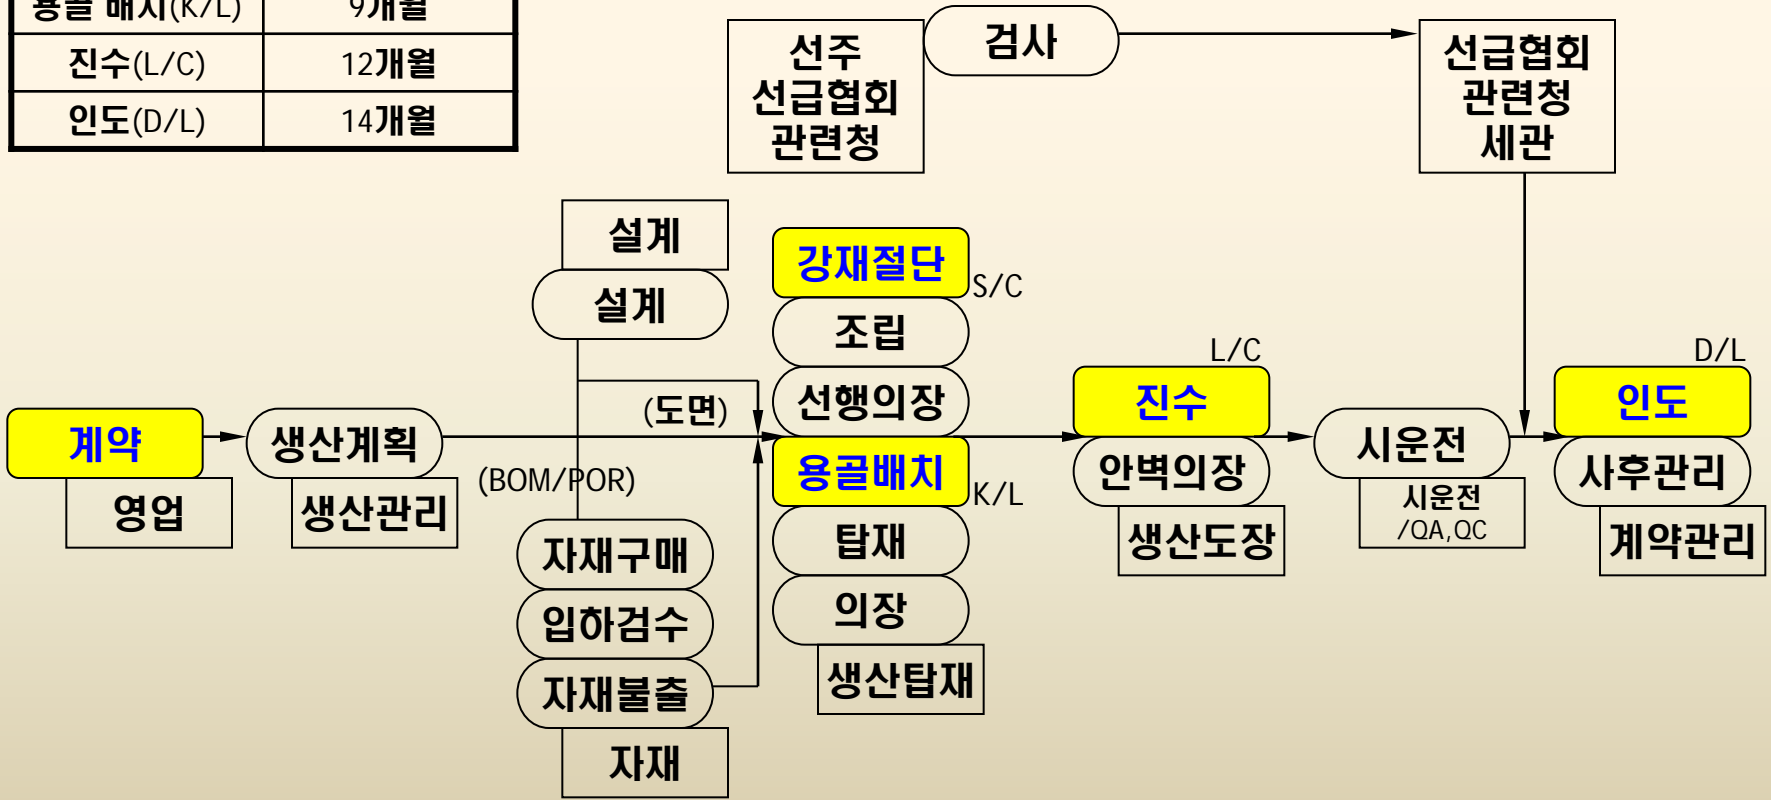 용골 배치(K/L) 9개월
진수(L/C) 12개월
인도(D/L) 14개월
선주
선급협회
관련청
검사
선급협회
관련청
세관
설계
설계
강재절단
S/C
조립
선행의장
(도면)
L/C
진수
D/L
인도
계약
영업
생산계획
생산관리
(BOM/POR)
용골배치
K/L
탑재
의장
생산탑재
안벽의장
생산도장
시운전
시운전
/QA,QC
사후관리
계약관리
자재구매
입하검수
자재불출
자재